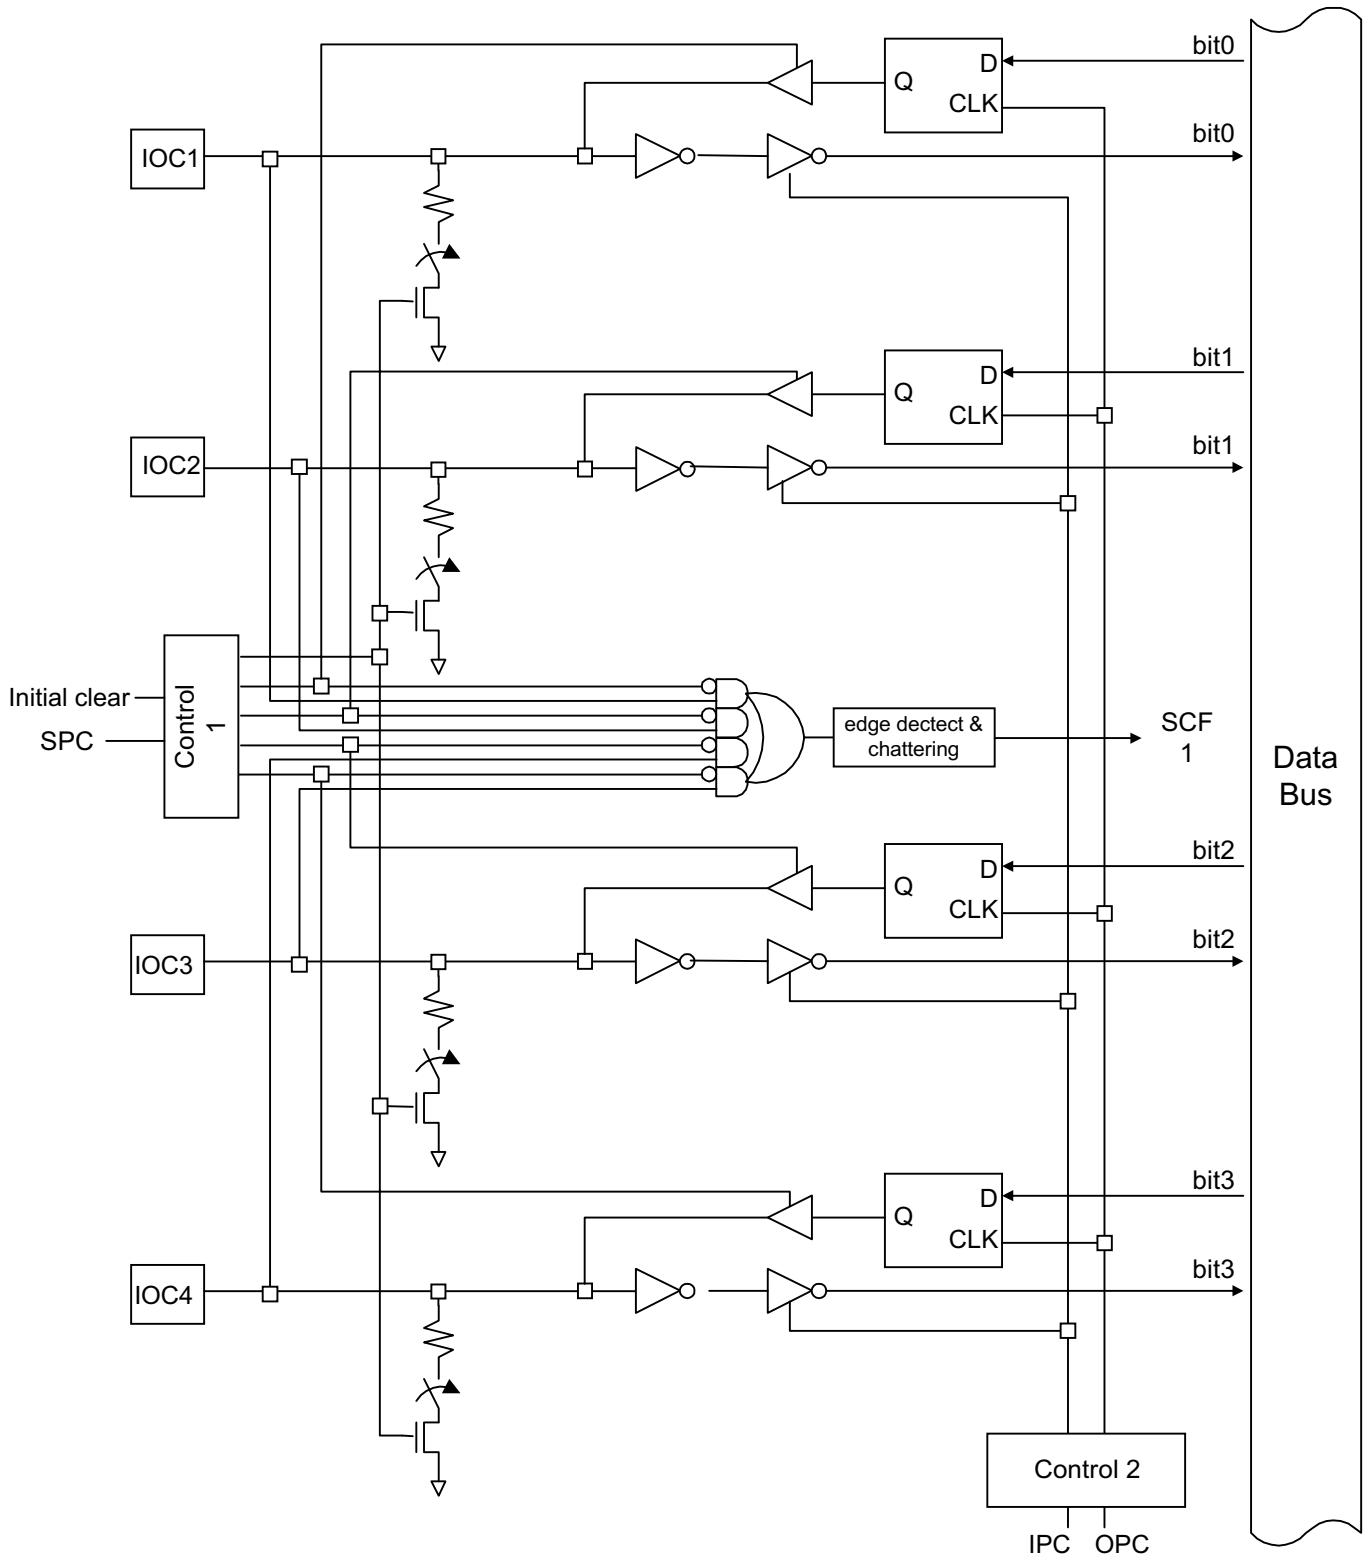 bit0
D
Q
CLK
bit0
IOC1
bit1
D
Q
CLK
bit1
IOC2
Initial clear
SPC
Control
1
edge dectect &
chattering
SCF
1
Data
Bus
bit2
D
Q
CLK
bit2
IOC3
bit3
D
Q
CLK
bit3
IOC4
Control 2
IPC
OPC